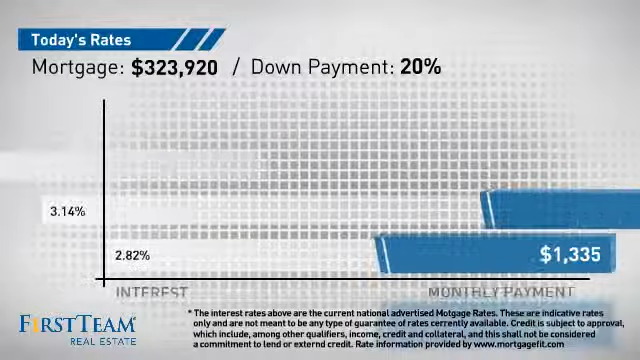 Today's Rates
Mortgage: $323,920 / Down Payment: 20%
3.14%
2.82%
$1,335
INTEREST
MONTHLY PAYMENT
* The interest rates above are the current national advertised Motgage Rates. These are indicative rates
only and are not meant to be any type of guarantee of rates cerrently available. Credit is subject to approval,
which include, among other qualifiers, income, credit and collateral, and this shall not be considered
a commitment to lend or externd credit. Rate information provided by www.mortgagefit.com
FIRSTTEAM®
REAL ESTATE